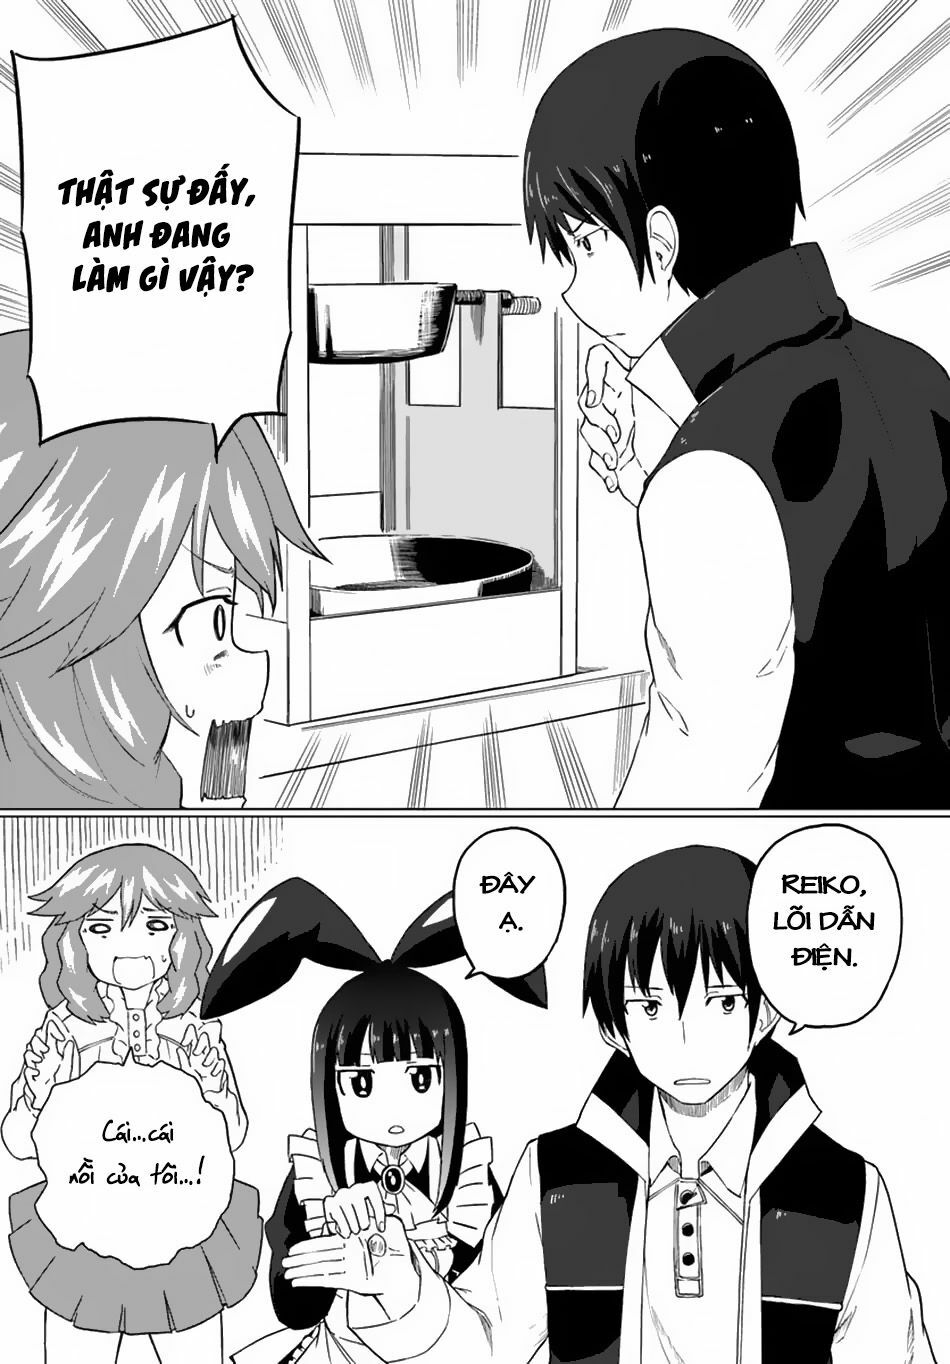 THẬT SỰ ĐẤY,
ANH ĐANG
LÀM GÌ VẬY?
REIKO,
LÕI DẪN
ĐIỆN.
ĐÂY
Ạ.
Cái...cái
nồi của tôi...!